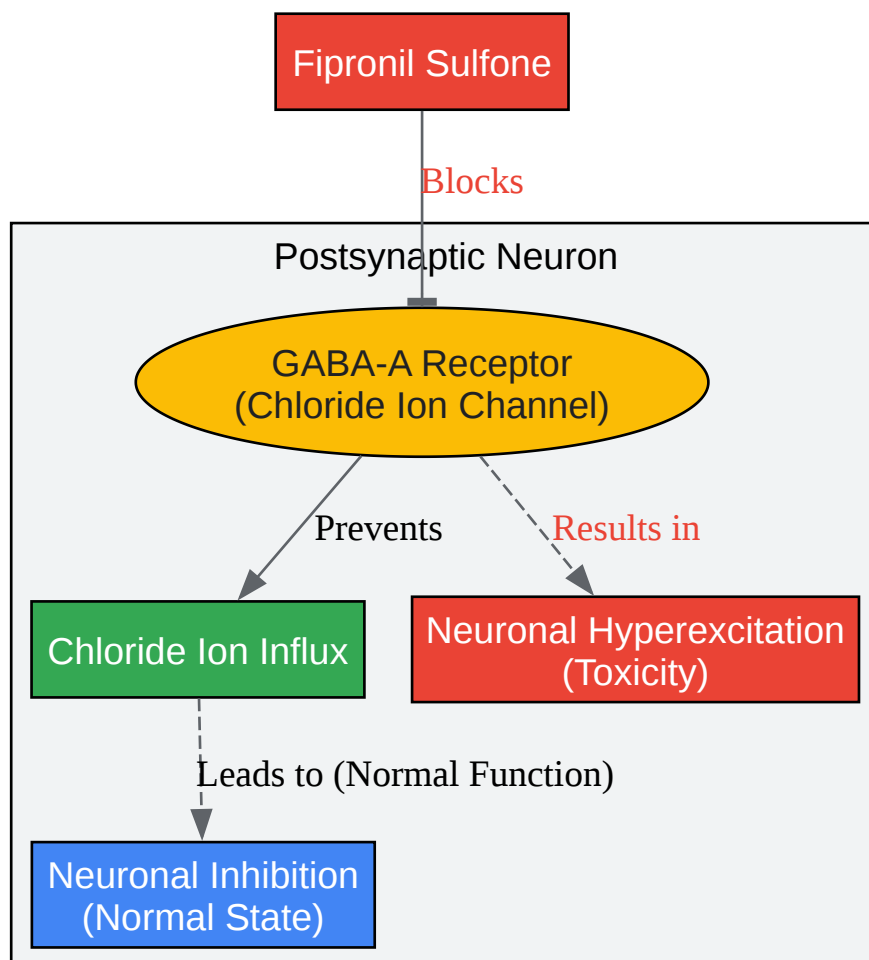 Fipronil Sulfone
Blocks
Postsynaptic Neuron
GABA-A Receptor
(Chloride Ion Channel)
Prevents
Results in
Chloride Ion Influx
Neuronal Hyperexcitation
(Toxicity)
Leads to (Normal Function)
Neuronal Inhibition
(Normal State)